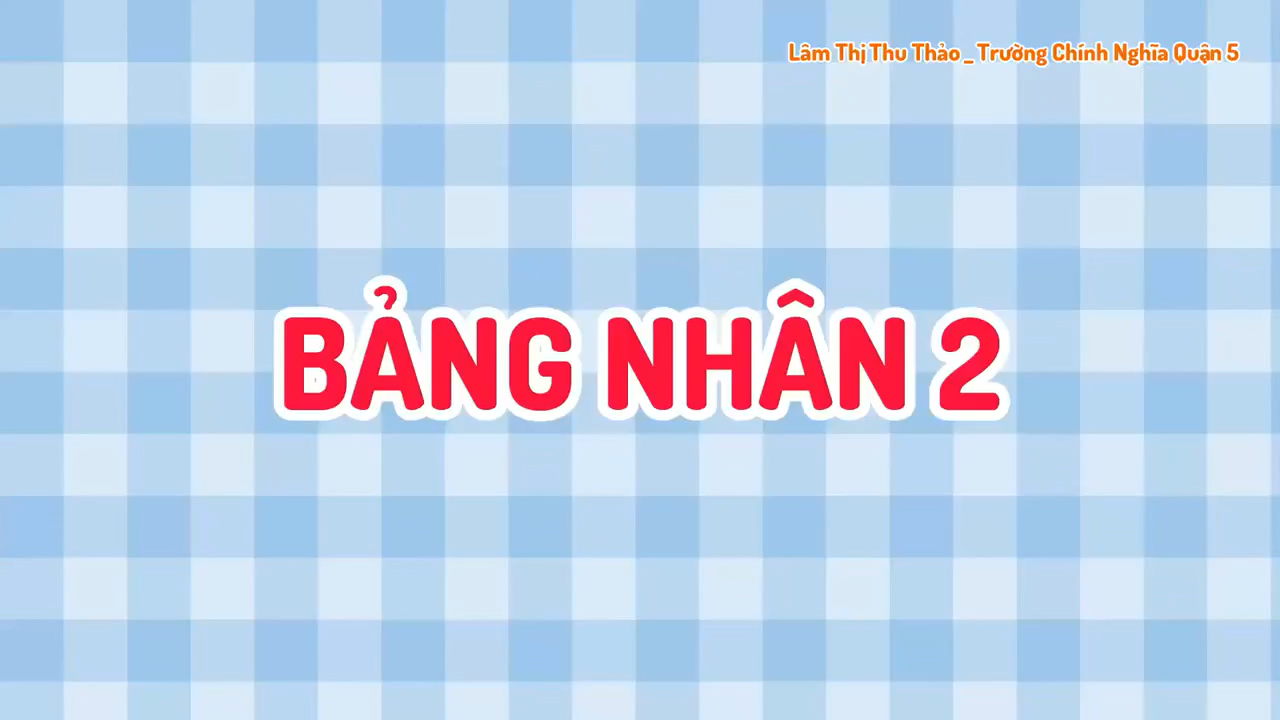 Lâm Thị Thu Thảo _ Trường Chính Nghĩa Quận 5
BẢNG NHÂN 2